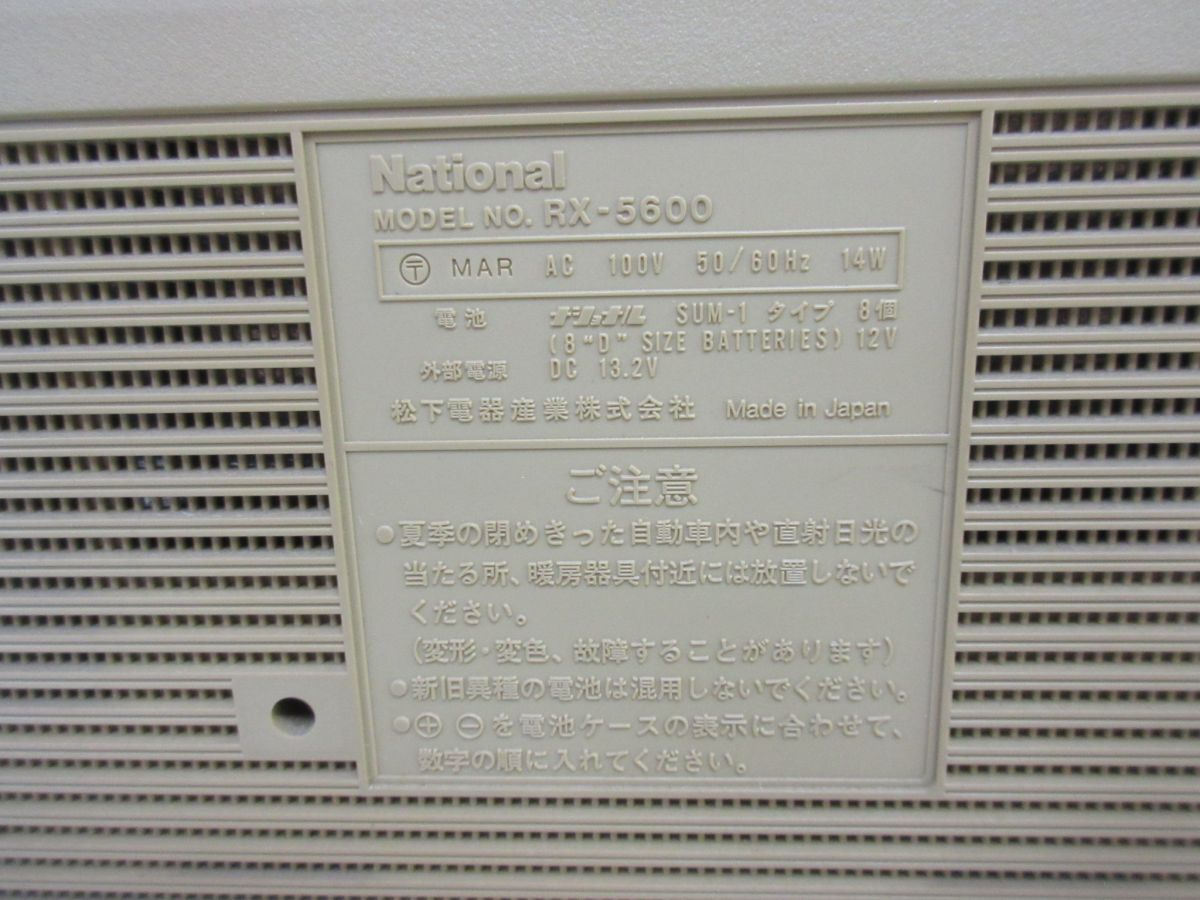 National
MODEL NO. RX-5600
〒 MAR AC 100V 50/60Hz 14W
電池 ナショナル SUM-1 タイプ 8個
(8 "D" SIZE BATTERIES) 12V
外部電源 DC 13.2V
松下電器産業株式会社 Made in Japan
ご注意
●夏季の閉めきった自動車内や直射日光の
当たる所、暖房器具付近には放置しないで
ください。
(変形・変色、故障することがあります)
●新旧異種の電池は混用しないでください。
●⊕ ⊖を電池ケースの表示に合わせて、
数字の順に入れてください。